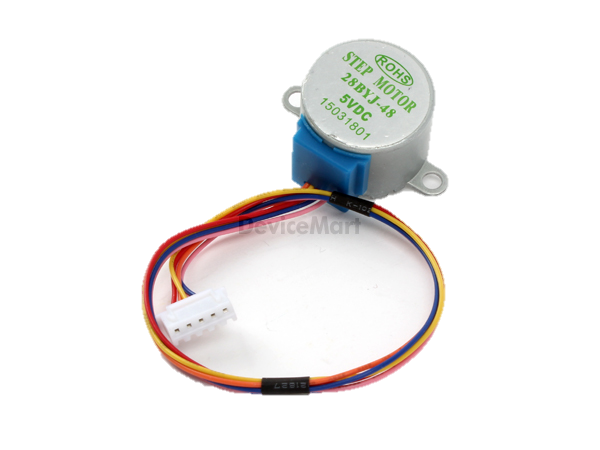 ROHS
STEP MOTOR
28BYJ-48
5VDC
15031801
DeviceMart